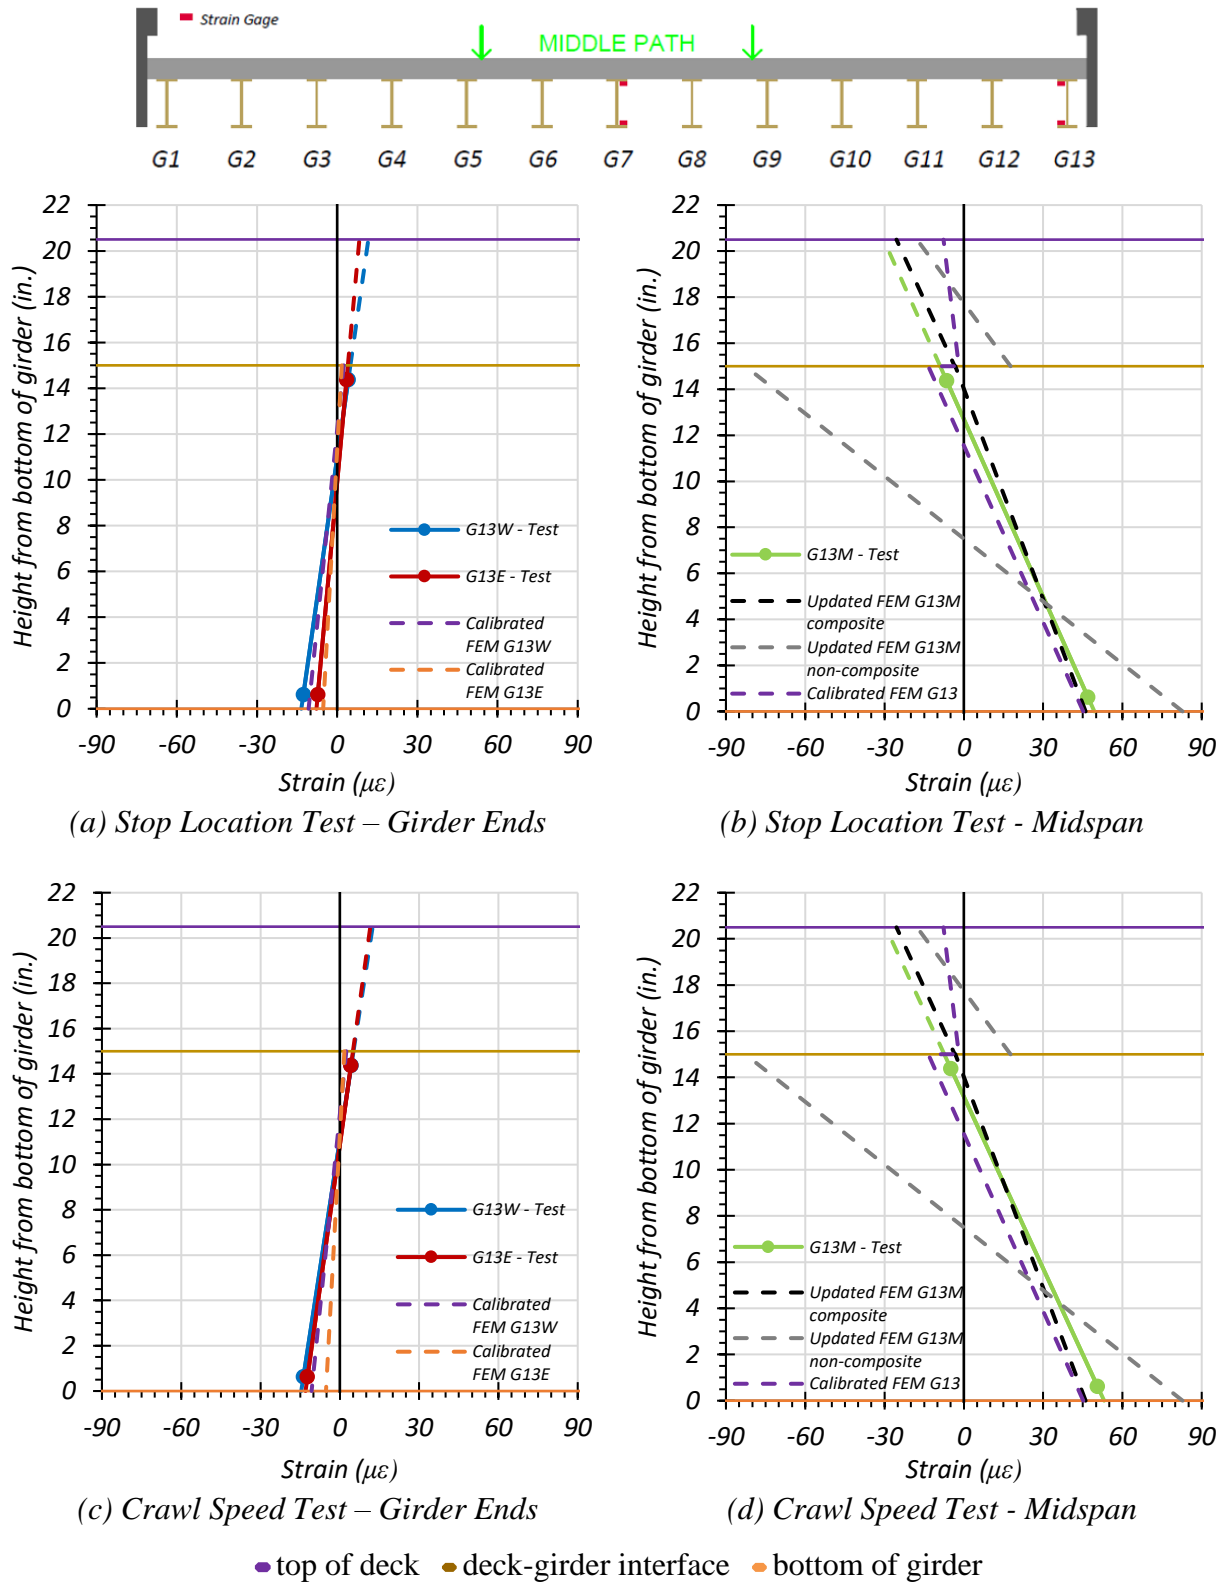 Strain Gage
MIDDLE PATH
G1 G2 G3 G4 G5 G6 G7 G8 G9 G10 G11 G12 G13
Height from bottom of girder (in.)
22
20
18
16
14
12
10
8
6
4
2
0
G13W - Test
G13E - Test
Calibrated
FEM G13W
Calibrated
FEM G13E
-90 -60 -30 0 30 60 90
Strain (με)
(a) Stop Location Test – Girder Ends
Height from bottom of girder (in.)
22
20
18
16
14
12
10
8
6
4
2
0
G13M - Test
Updated FEM G13M
composite
Updated FEM G13M
non-composite
Calibrated FEM G13
-90 -60 -30 0 30 60 90
Strain (με)
(b) Stop Location Test - Midspan
Height from bottom of girder (in.)
22
20
18
16
14
12
10
8
6
4
2
0
G13W - Test
G13E - Test
Calibrated
FEM G13W
Calibrated
FEM G13E
-90 -60 -30 0 30 60 90
Strain (με)
(c) Crawl Speed Test – Girder Ends
Height from bottom of girder (in.)
22
20
18
16
14
12
10
8
6
4
2
0
G13M - Test
Updated FEM G13M
composite
Updated FEM G13M
non-composite
Calibrated FEM G13
-90 -60 -30 0 30 60 90
Strain (με)
(d) Crawl Speed Test - Midspan
top of deck deck-girder interface bottom of girder